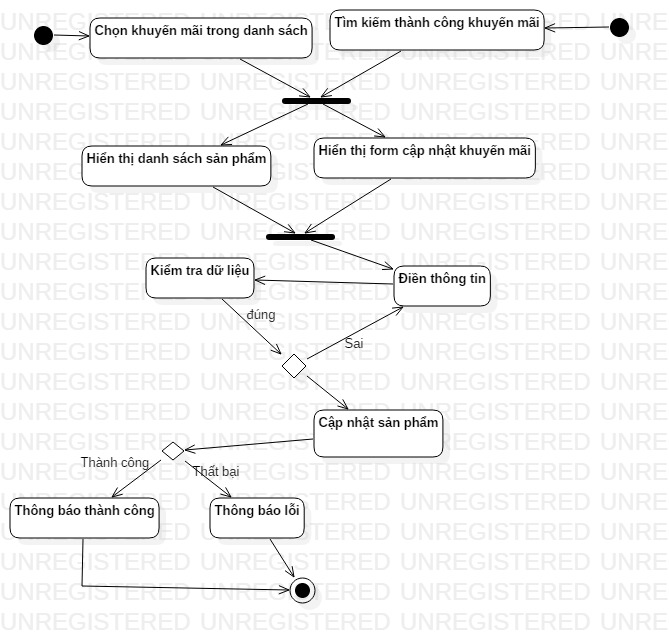 Chọn khuyến mãi trong danh sách
Tìm kiếm thành công khuyến mãi
Hiển thị danh sách sản phẩm
Hiển thị form cập nhật khuyến mãi
Kiểm tra dữ liệu
Điền thông tin
đúng
Sai
Cập nhật sản phẩm
Thành công
Thất bại
Thông báo thành công
Thông báo lỗi
UNREGISTERED